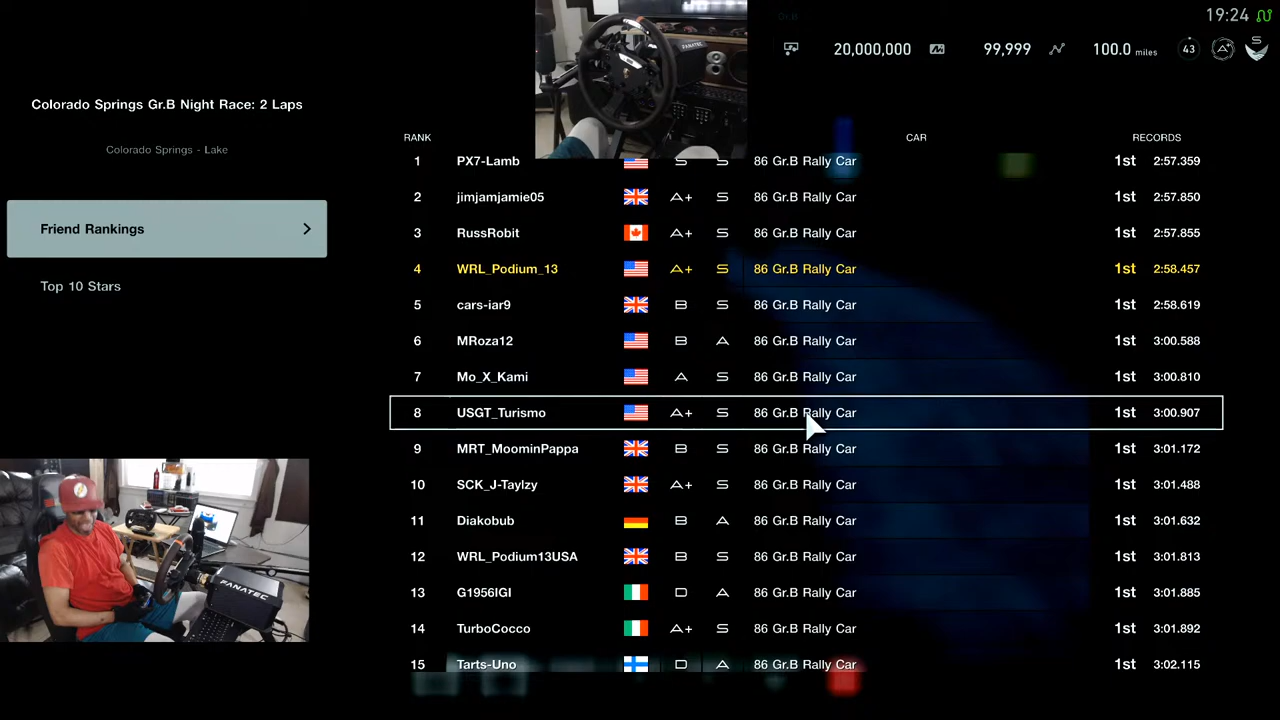 19:24
20,000,000 99,999 100.0 miles 43 A+ S
Colorado Springs Gr.B Night Race: 2 Laps
Colorado Springs - Lake
Friend Rankings
Top 10 Stars
FANATEC
RANK CAR RECORDS
1 PX7-Lamb S S 86 Gr.B Rally Car 1st 2:57.359
2 jimjamjamie05 A+ S 86 Gr.B Rally Car 1st 2:57.850
3 RussRobit A+ S 86 Gr.B Rally Car 1st 2:57.855
4 WRL_Podium_13 A+ S 86 Gr.B Rally Car 1st 2:58.457
5 cars-iar9 B S 86 Gr.B Rally Car 1st 2:58.619
6 MRoza12 B A 86 Gr.B Rally Car 1st 3:00.588
7 Mo_X_Kami A S 86 Gr.B Rally Car 1st 3:00.810
8 USGT_Turismo A+ S 86 Gr.B Rally Car 1st 3:00.907
9 MRT_MoominPappa B S 86 Gr.B Rally Car 1st 3:01.172
10 SCK_J-Taylzy A+ S 86 Gr.B Rally Car 1st 3:01.488
11 Diakobub B A 86 Gr.B Rally Car 1st 3:01.632
12 WRL_Podium13USA B S 86 Gr.B Rally Car 1st 3:01.813
13 G1956IGI D A 86 Gr.B Rally Car 1st 3:01.885
14 TurboCocco A+ S 86 Gr.B Rally Car 1st 3:01.892
15 Tarts-Uno D A 86 Gr.B Rally Car 1st 3:02.115
FANATEC